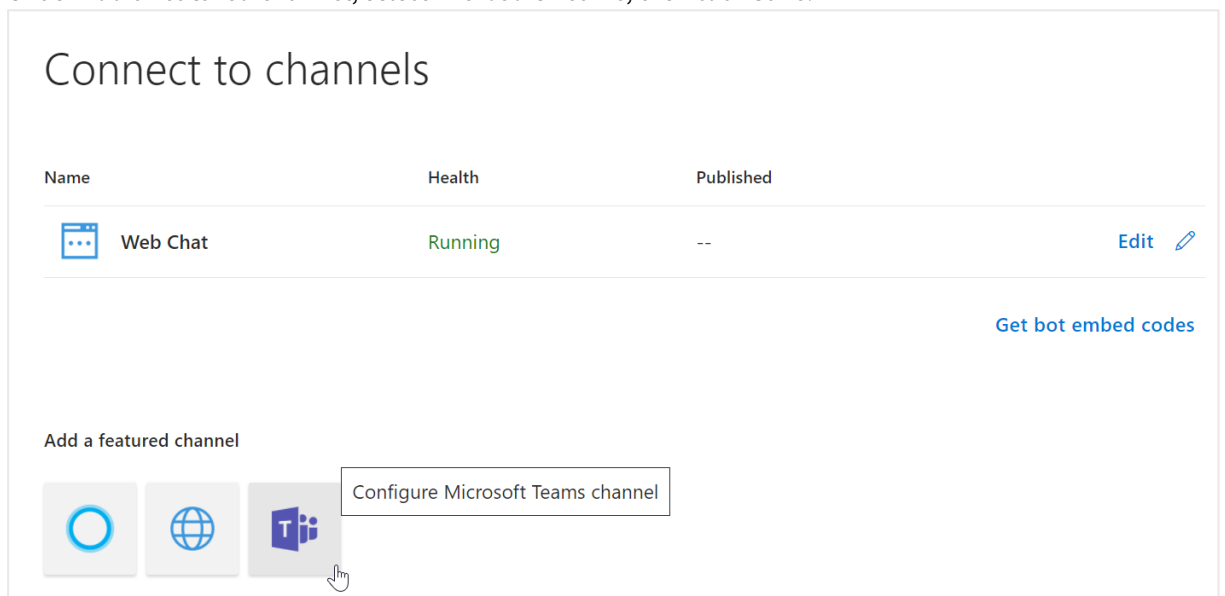 Connect to channels
Name Health Published
Web Chat Running -- Edit
Get bot embed codes
Add a featured channel
Configure Microsoft Teams channel
T